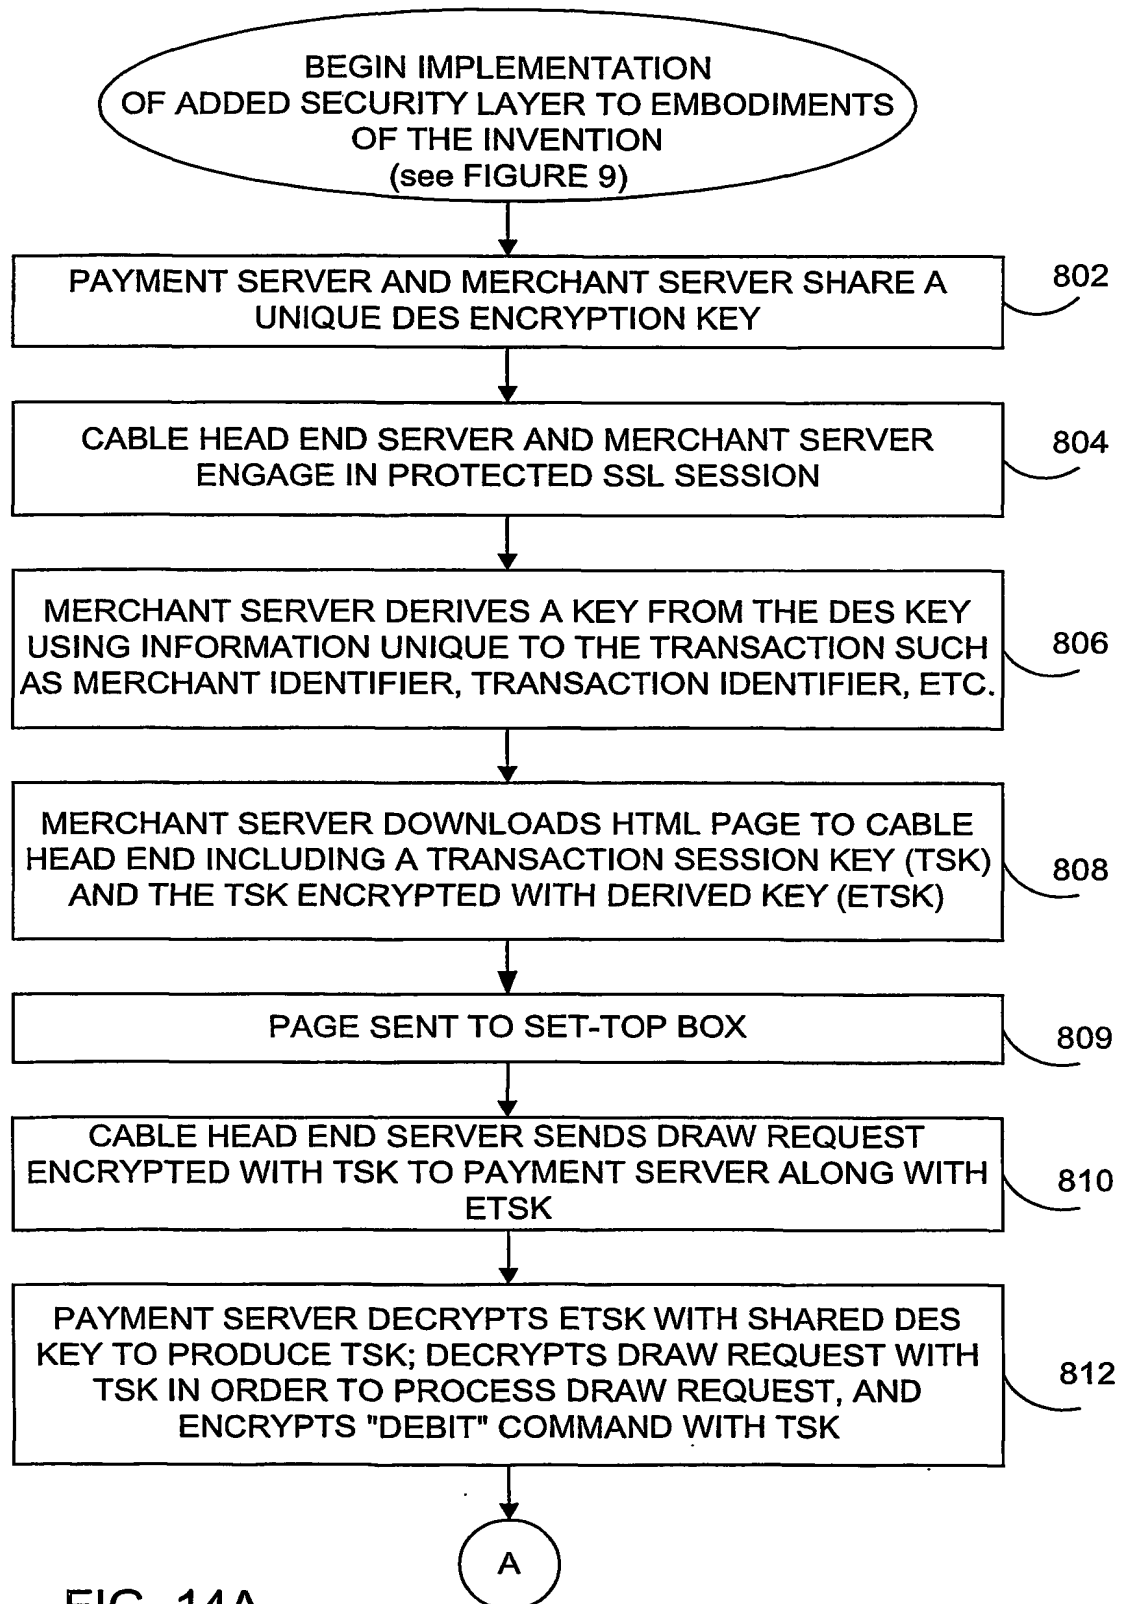 BEGIN IMPLEMENTATION
OF ADDED SECURITY LAYER TO EMBODIMENTS
OF THE INVENTION
(see FIGURE 9)
PAYMENT SERVER AND MERCHANT SERVER SHARE A
UNIQUE DES ENCRYPTION KEY
802
CABLE HEAD END SERVER AND MERCHANT SERVER
ENGAGE IN PROTECTED SSL SESSION
804
MERCHANT SERVER DERIVES A KEY FROM THE DES KEY
USING INFORMATION UNIQUE TO THE TRANSACTION SUCH
AS MERCHANT IDENTIFIER, TRANSACTION IDENTIFIER, ETC.
806
MERCHANT SERVER DOWNLOADS HTML PAGE TO CABLE
HEAD END INCLUDING A TRANSACTION SESSION KEY (TSK)
AND THE TSK ENCRYPTED WITH DERIVED KEY (ETSK)
808
PAGE SENT TO SET-TOP BOX
809
CABLE HEAD END SERVER SENDS DRAW REQUEST
ENCRYPTED WITH TSK TO PAYMENT SERVER ALONG WITH
ETSK
810
PAYMENT SERVER DECRYPTS ETSK WITH SHARED DES
KEY TO PRODUCE TSK; DECRYPTS DRAW REQUEST WITH
TSK IN ORDER TO PROCESS DRAW REQUEST, AND
ENCRYPTS "DEBIT" COMMAND WITH TSK
812
A
FIG. 14A